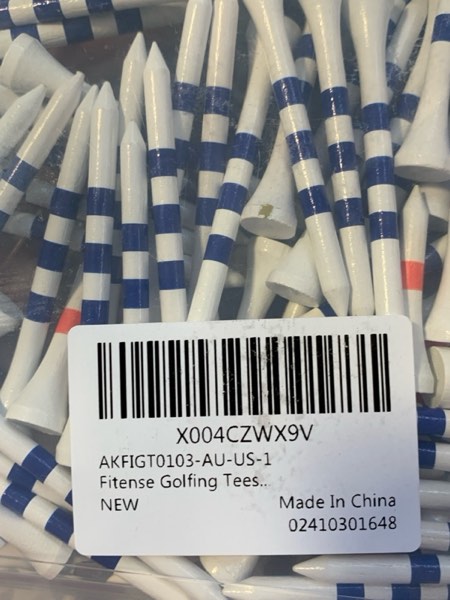 X004CZWX9V
AKFIGT0103-AU-US-1
Fitense Golfing Tees..
NEW
Made In China
02410301648